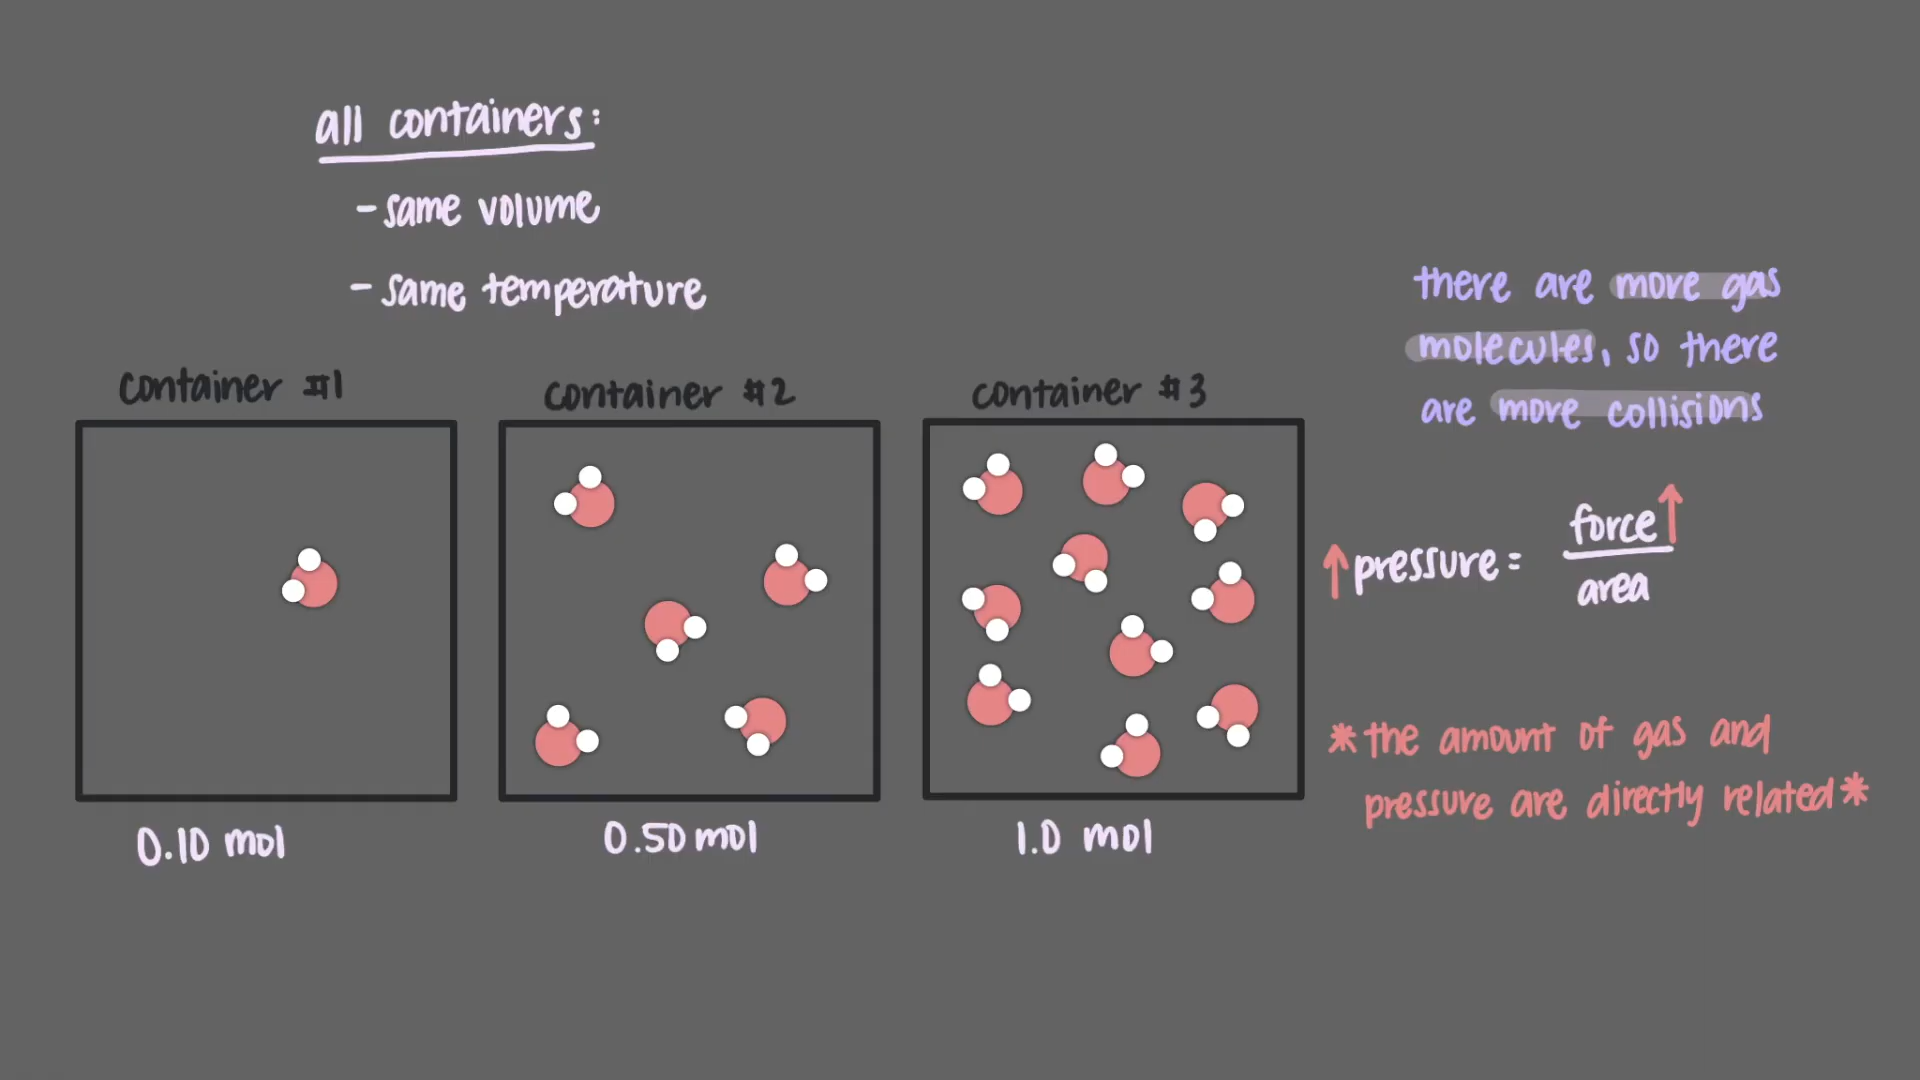 all containers:
- same volume
- same temperature
container #1
container #2
container #3
0.10 mol
0.50 mol
1.0 mol
there are more gas
molecules, so there
are more collisions
↑pressure = force↑
area
*the amount of gas and
pressure are directly related*